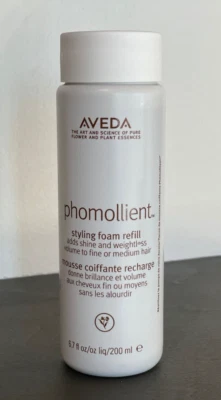 AVEDA
THE ART AND SCIENCE OF PURE
FLOWER AND PLANT ESSENCES
phomollient™
styling foam refill
adds shine and weightless
volume to fine or medium hair
mousse coiffante recharge
donne brillance et volume
aux cheveux fin ou moyens
sans les alourdir
6.7 fl oz/oz liq/200 ml e